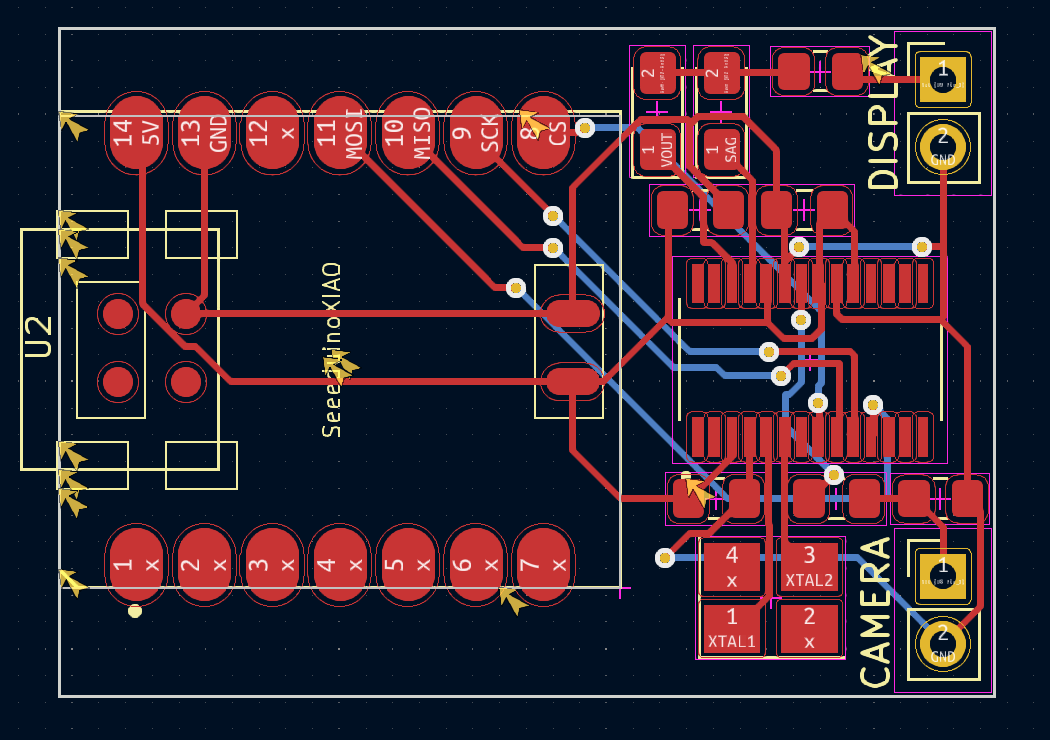 14
5V
13
GND
12
x
11
MOSI
10
MISO
9
SCK
8
CS
2
1
VOUT
2
1
SAG
DISPLAY
1
2
GND
U2
SeeeduinoXIAO
1
x
2
x
3
x
4
x
5
x
6
x
7
x
4
x
3
XTAL2
1
XTAL1
2
x
CAMERA
1
2
GND